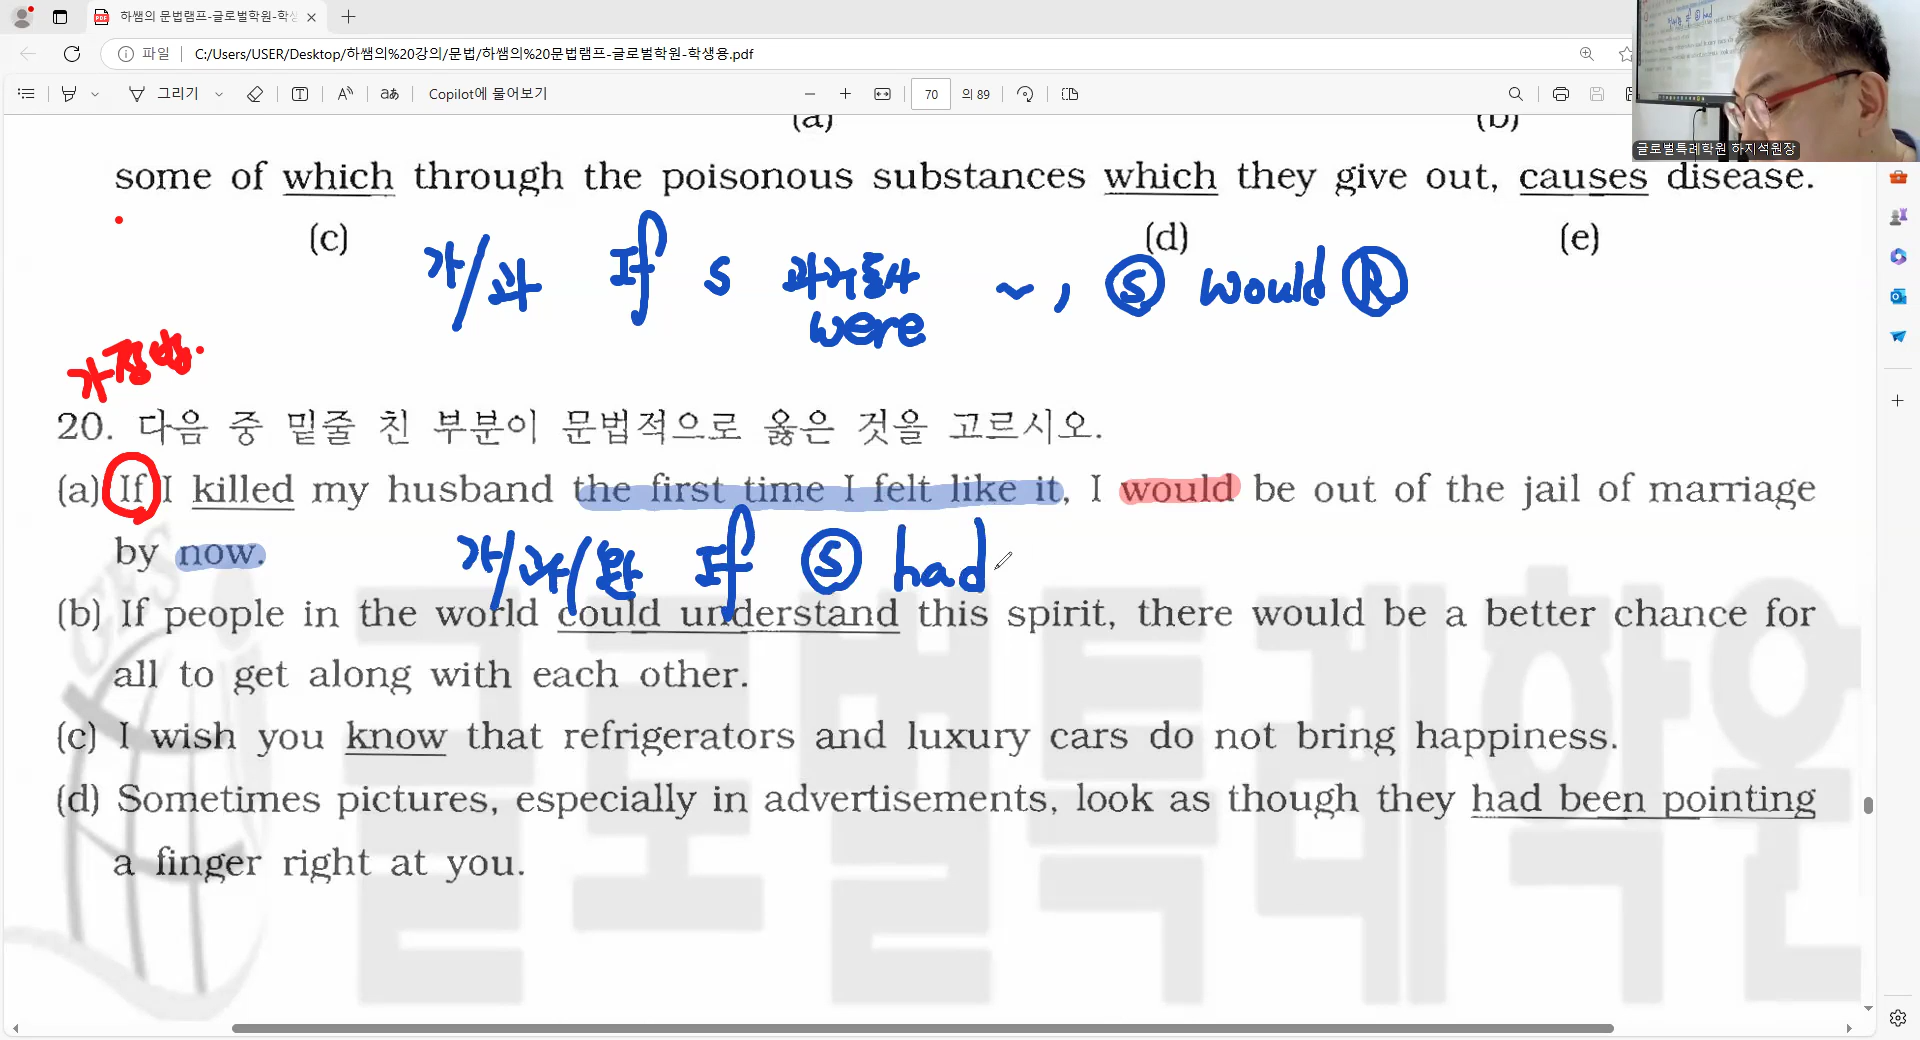 하쌤의 문법램프-글로벌학원-학생
파일 C:/Users/USER/Desktop/하쌤의%20강의/문법/하쌤의%20문법램프-글로벌학원-학생용.pdf
그리기 Copilot에 물어보기 70 의 89
글로벌특례학원 하지석원장
(a) (b)
some of which through the poisonous substances which they give out, causes disease.
(c) (d) (e)
가/과 If S 과거동사 ~, S would R
were
가정법.
20. 다음 중 밑줄 친 부분이 문법적으로 옳은 것을 고르시오.
(a) If I killed my husband the first time I felt like it, I would be out of the jail of marriage
by now.
가/과/완 If S had
(b) If people in the world could understand this spirit, there would be a better chance for
all to get along with each other.
(c) I wish you know that refrigerators and luxury cars do not bring happiness.
(d) Sometimes pictures, especially in advertisements, look as though they had been pointing
a finger right at you.
글로벌특례학원